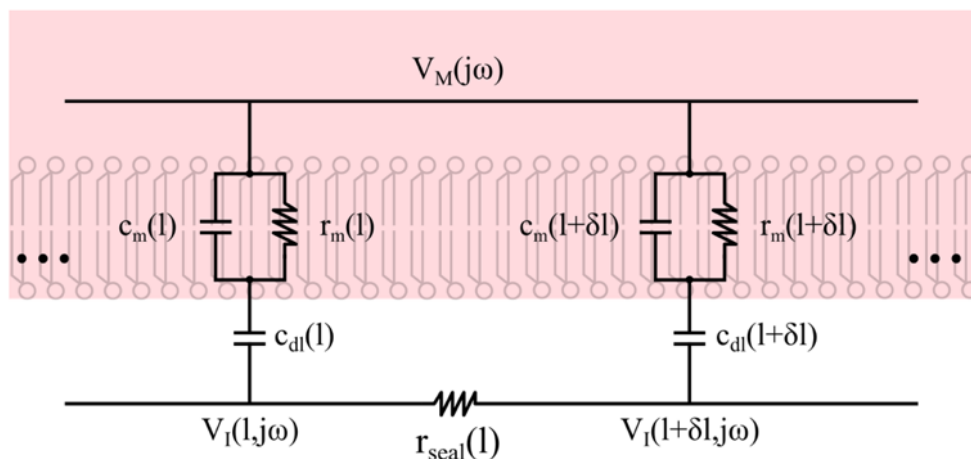 V_M(jω)
c_m(l) r_m(l) c_m(l+δl) r_m(l+δl)
c_dl(l) c_dl(l+δl)
V_I(l,jω) V_I(l+δl,jω)
r_seal(l)